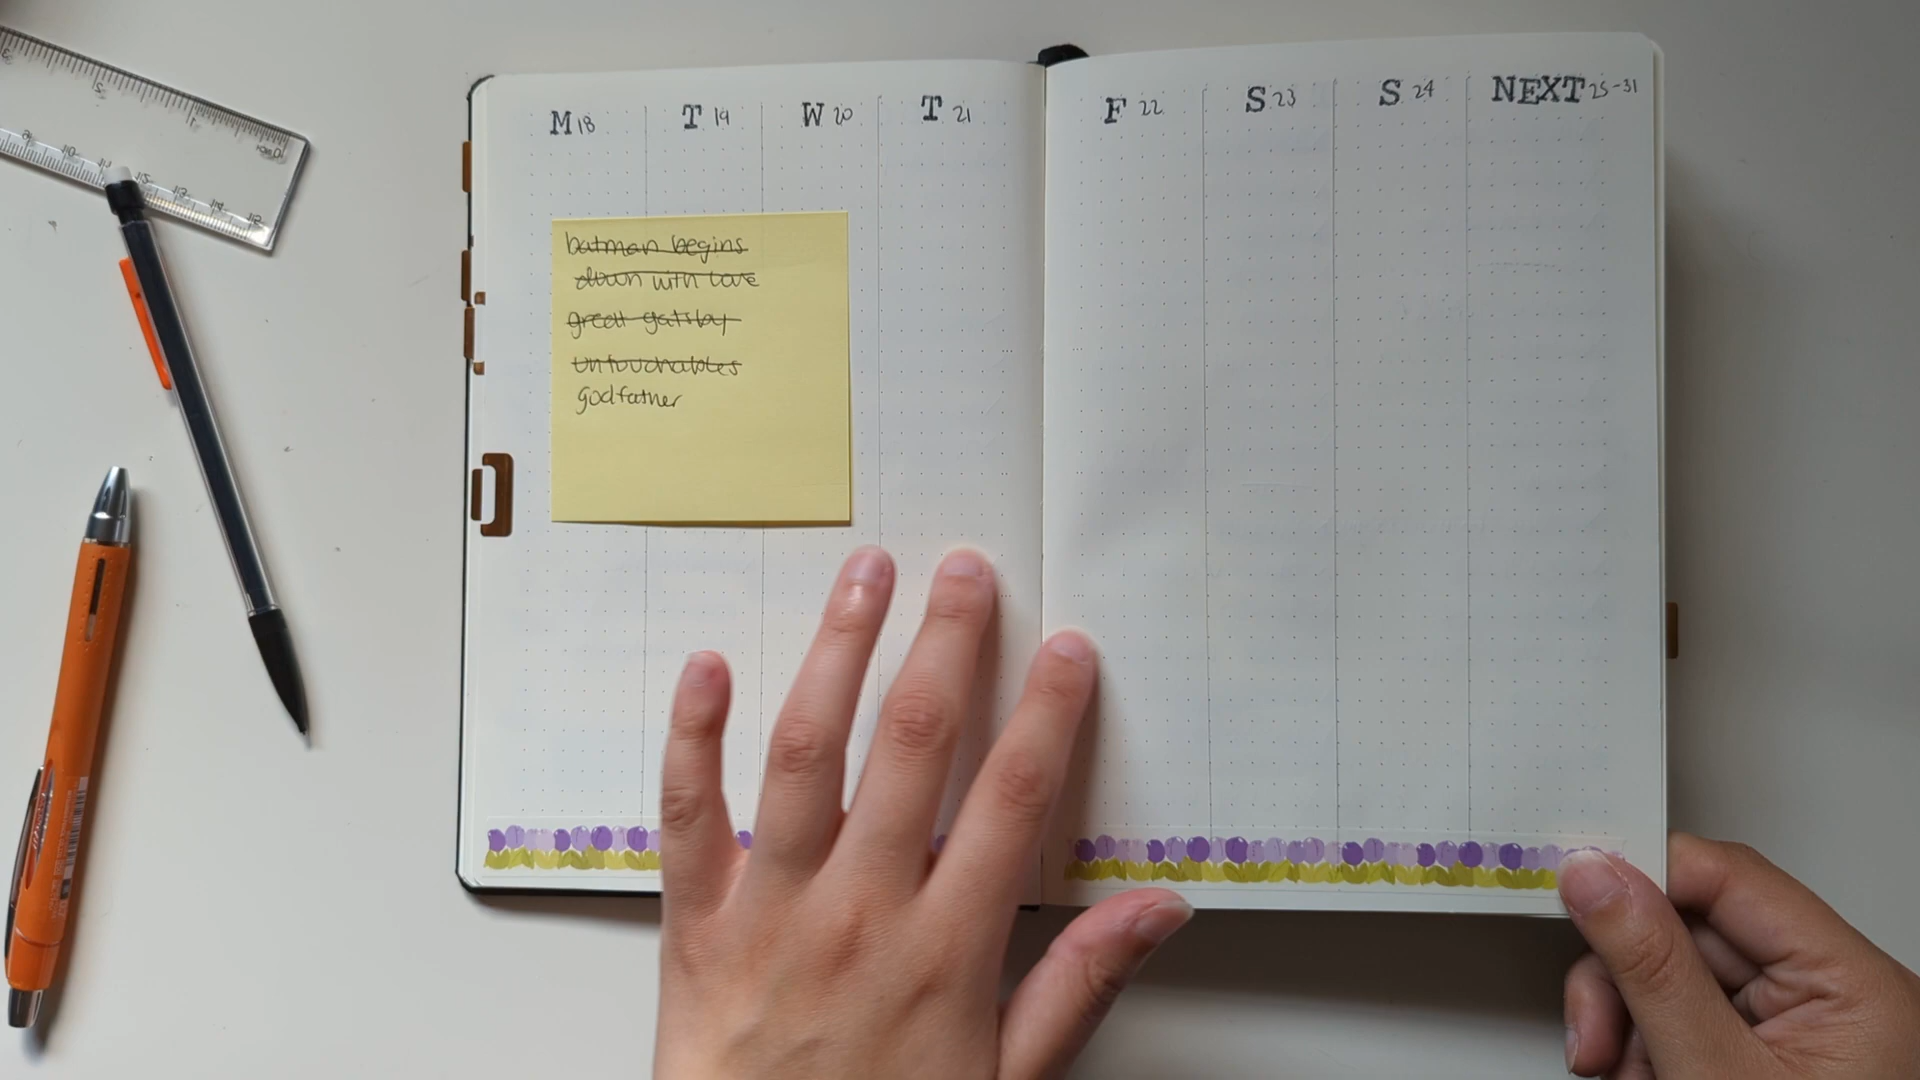 M 18
T 19
W 20
T 21
F 22
S 23
S 24
NEXT 25-31
batman begins
down with love
great gatsby
untouchables
godfather